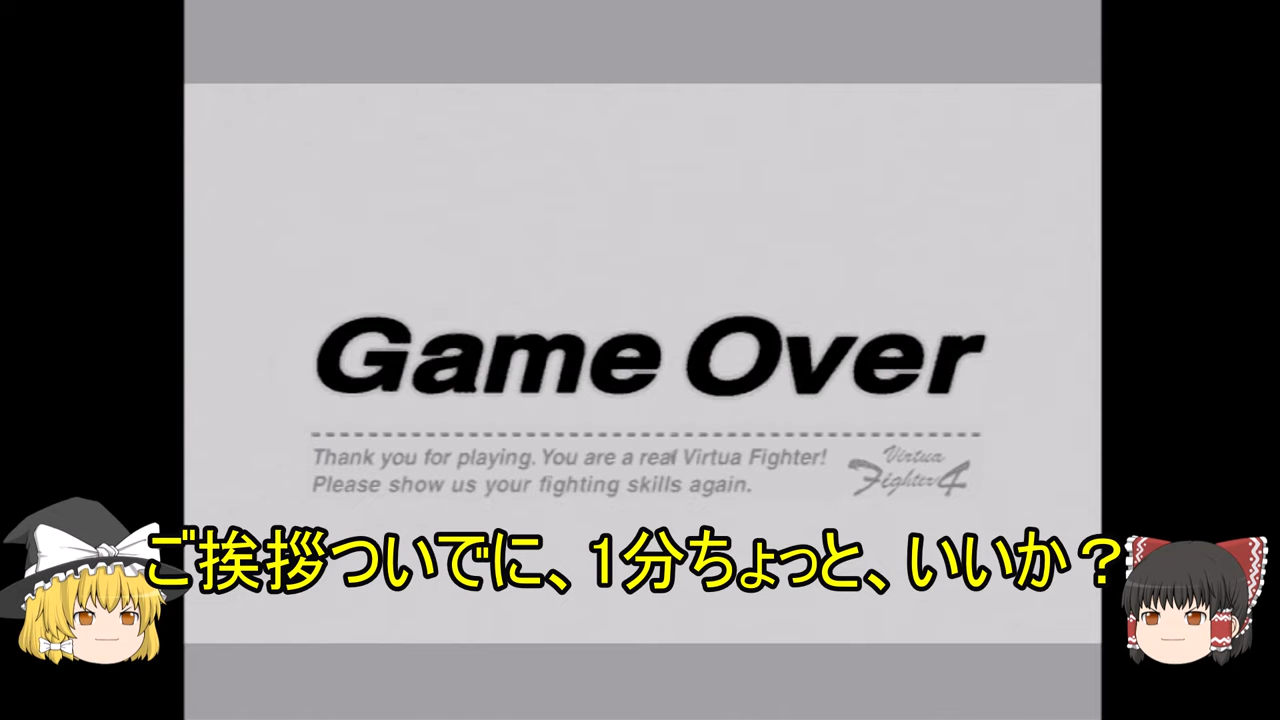 Game Over
Thank you for playing. You are a real Virtua Fighter!
Please show us your fighting skills again.
Virtua
Fighter4
ご挨拶ついでに、1分ちょっと、いいか？